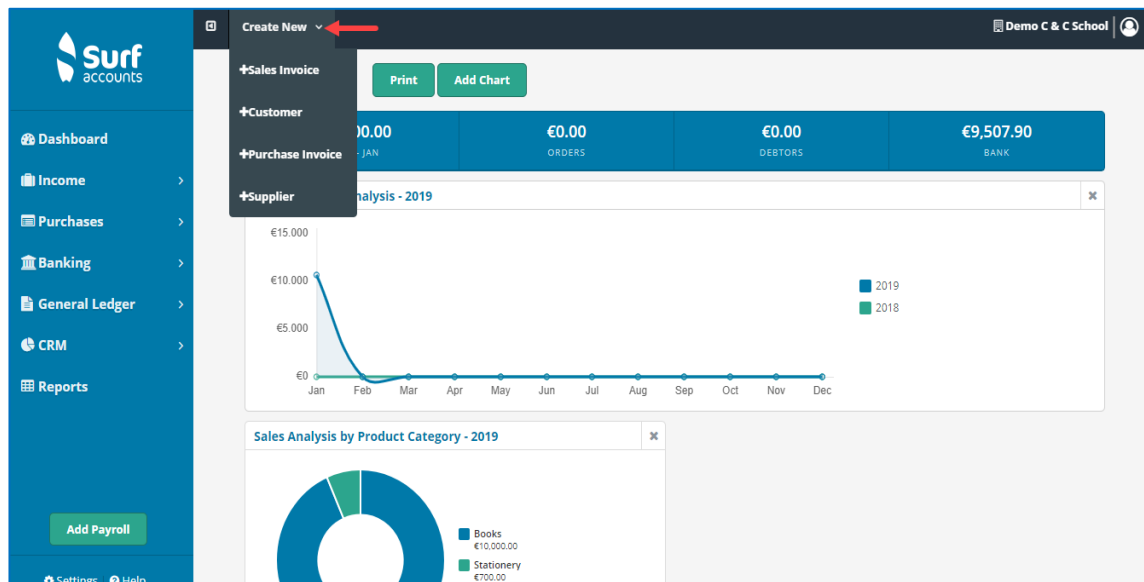 Surf
accounts
Dashboard
Income
Purchases
Banking
General Ledger
CRM
Reports
Add Payroll
Settings Help
Create New
Demo C & C School
Sales Invoice
Customer
Purchase Invoice
Supplier
Print
Add Chart
JAN
€0.00
ORDERS
€0.00
DEBTORS
€9,507.90
BANK
- 2019
€15.000
€10.000
€5.000
€0
Jan Feb Mar Apr May Jun Jul Aug Sep Oct Nov Dec
2019
2018
Sales Analysis by Product Category - 2019
Books
€10,000.00
Stationery
€700.00